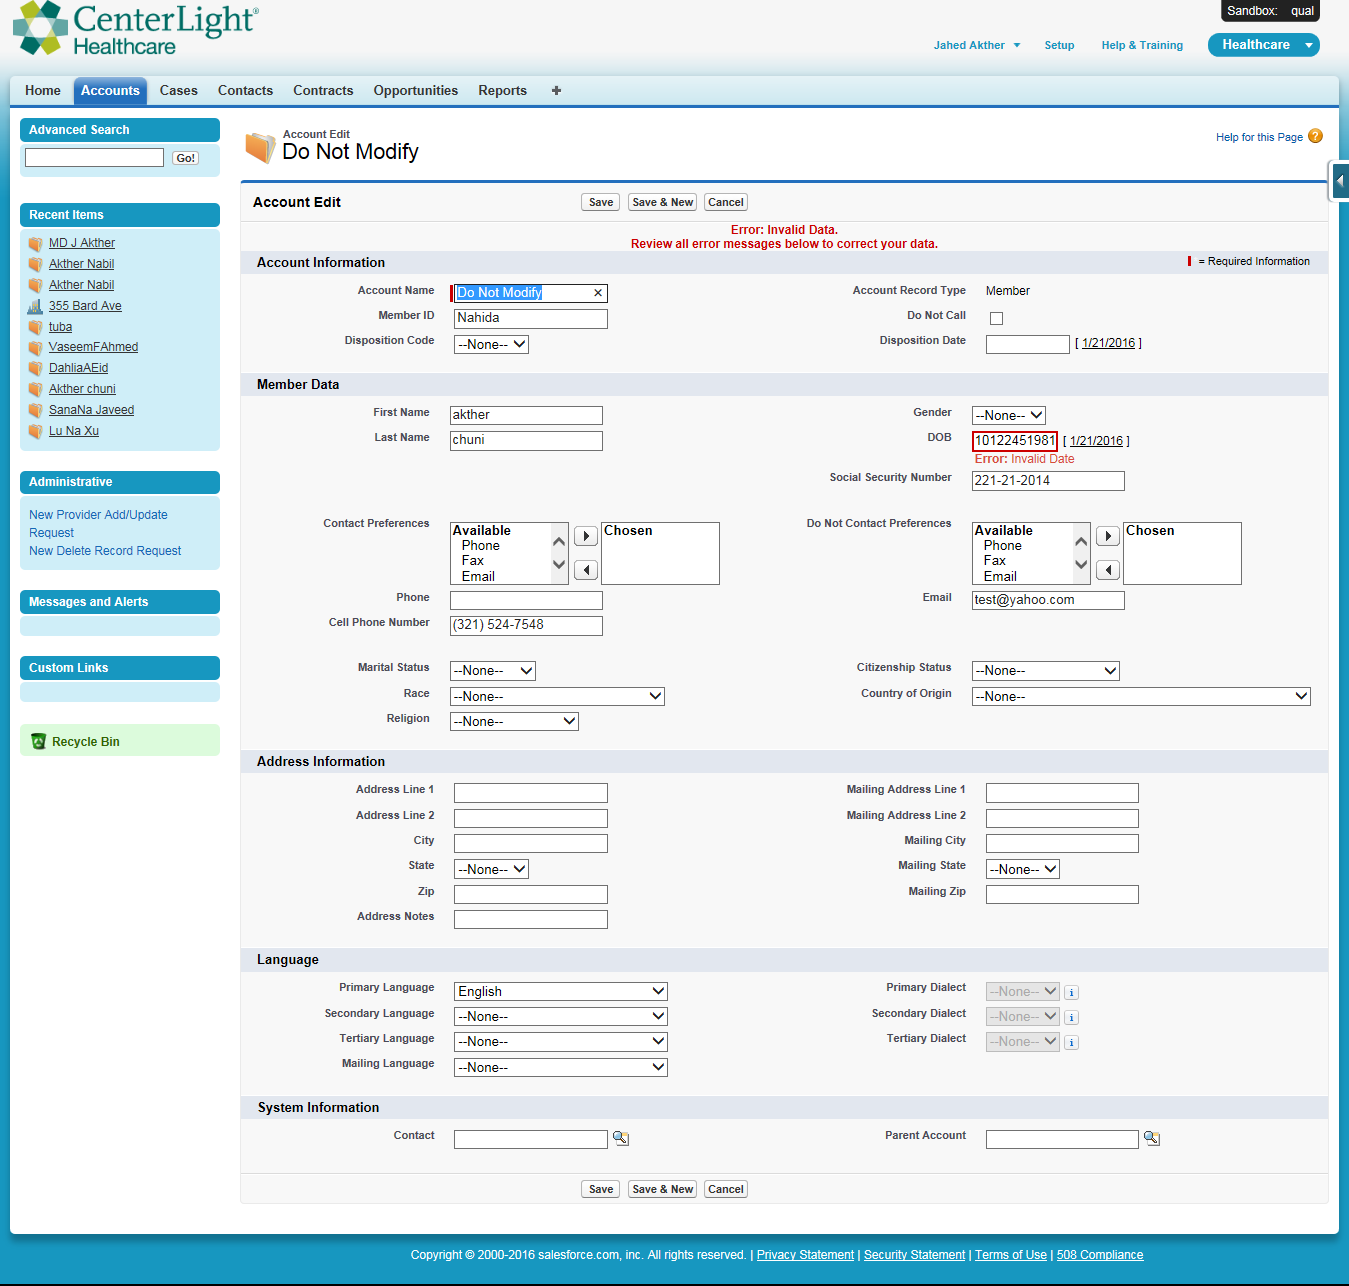 Sandbox: qual
CenterLight®
Healthcare
Jahed Akther Setup Help & Training Healthcare
Home Accounts Cases Contacts Contracts Opportunities Reports +
Advanced Search
Go!
Recent Items
MD J Akther
Akther Nabil
Akther Nabil
355 Bard Ave
tuba
VaseemFAhmed
DahliaAEid
Akther chuni
SanaNa Javeed
Lu Na Xu
Administrative
New Provider Add/Update
Request
New Delete Record Request
Messages and Alerts
Custom Links
Recycle Bin
Account Edit
Do Not Modify
Help for this Page ?
Account Edit Save Save & New Cancel
Error: Invalid Data.
Review all error messages below to correct your data.
Account Information = Required Information
Account Name Do Not Modify × Account Record Type Member
Member ID Nahida Do Not Call
Disposition Code --None-- Disposition Date [ 1/21/2016 ]
Member Data
First Name akther Gender --None--
Last Name chuni DOB 10122451981 [ 1/21/2016 ]
Error: Invalid Date
Social Security Number 221-21-2014
Contact Preferences Available Chosen Do Not Contact Preferences Available Chosen
Phone Phone
Fax Fax
Email Email
Phone Email test@yahoo.com
Cell Phone Number (321) 524-7548
Marital Status --None-- Citizenship Status --None--
Race --None-- Country of Origin --None--
Religion --None--
Address Information
Address Line 1 Mailing Address Line 1
Address Line 2 Mailing Address Line 2
City Mailing City
State --None-- Mailing State --None--
Zip Mailing Zip
Address Notes
Language
Primary Language English Primary Dialect --None-- i
Secondary Language --None-- Secondary Dialect --None-- i
Tertiary Language --None-- Tertiary Dialect --None-- i
Mailing Language --None--
System Information
Contact Parent Account
Save Save & New Cancel
Copyright © 2000-2016 salesforce.com, inc. All rights reserved. | Privacy Statement | Security Statement | Terms of Use | 508 Compliance